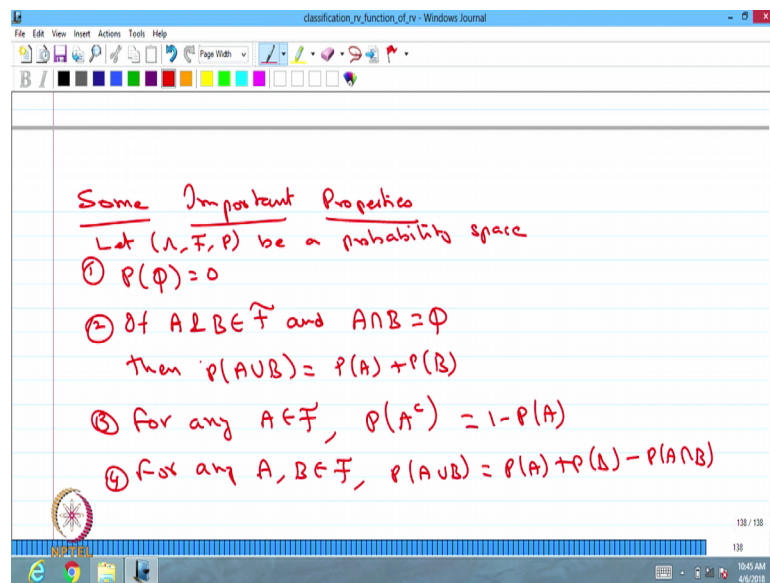 classification_rv_function_of_rv - Windows Journal
File Edit View Insert Actions Tools Help
Page Width
B I
Some Important Properties
Let (Ω, F, P) be a probability space
① P(Φ) = 0
② If A & B ∈ F and A∩B = Φ
then P(A∪B) = P(A) + P(B)
③ For any A ∈ F, P(Aᶜ) = 1 - P(A)
④ For any A, B ∈ F, P(A∪B) = P(A) + P(B) - P(A∩B)
138 / 138
NPTEL
138
10:45 AM
4/6/2018